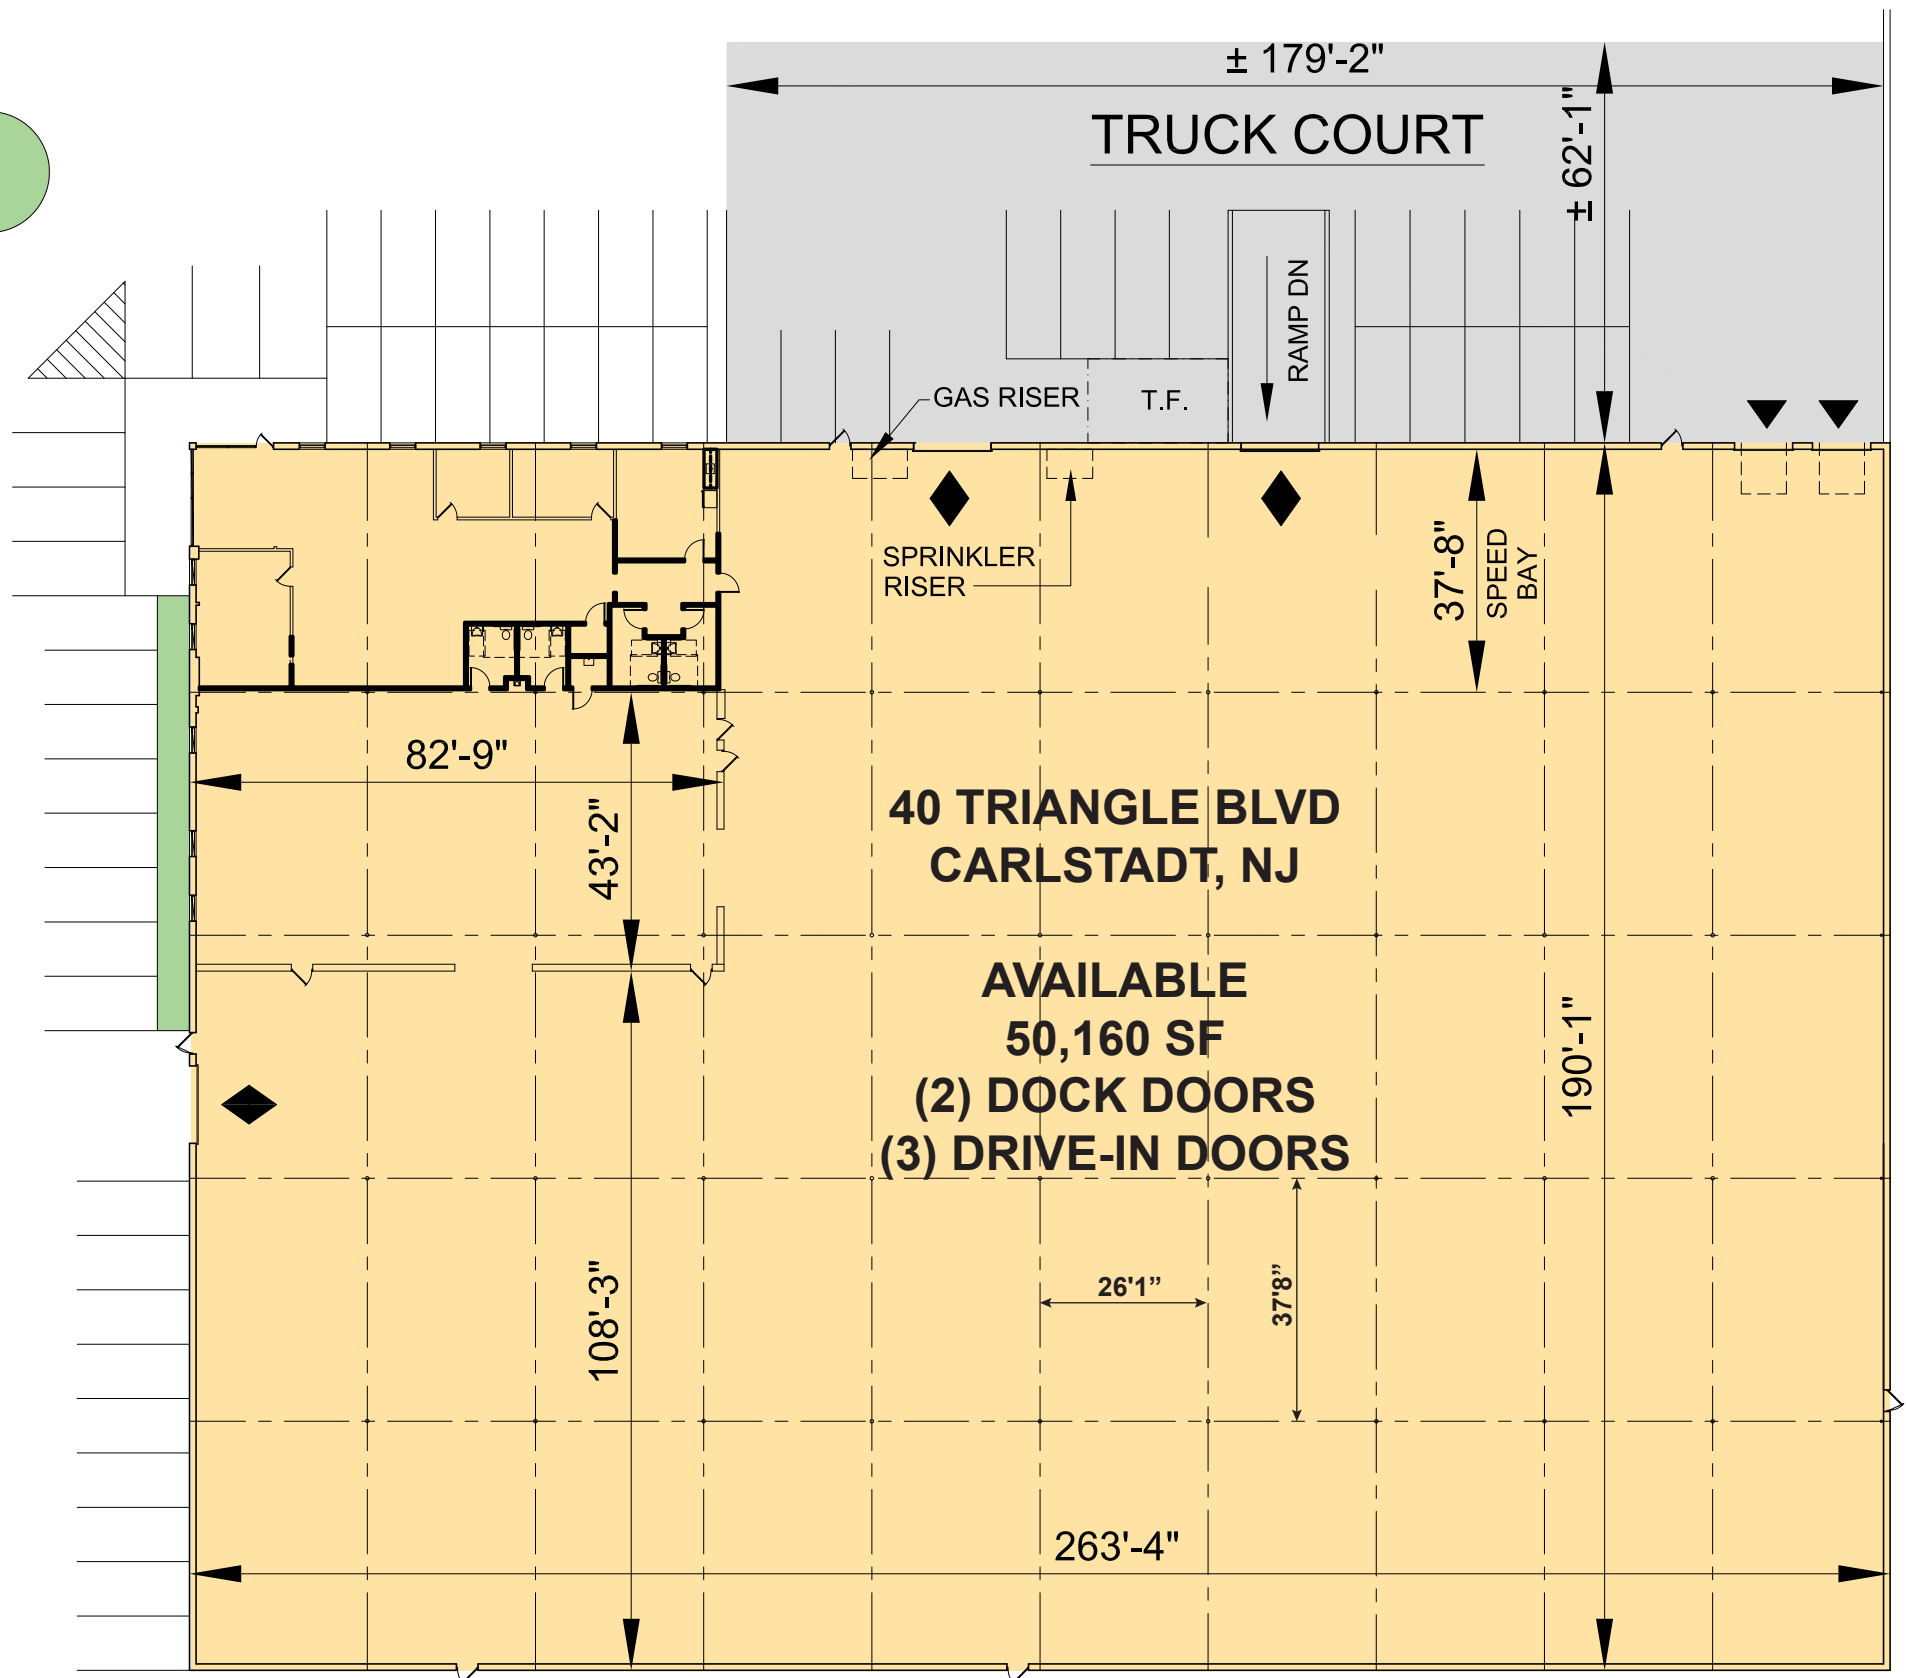 ± 179'-2"
TRUCK COURT
± 62'-1"
RAMP DN
GAS RISER
T.F.
SPRINKLER
RISER
37'-8"
SPEED
BAY
82'-9"
43'-2"
40 TRIANGLE BLVD
CARLSTADT, NJ
AVAILABLE
50,160 SF
(2) DOCK DOORS
(3) DRIVE-IN DOORS
190'-1"
108'-3"
26'1”
37'8”
263'-4"